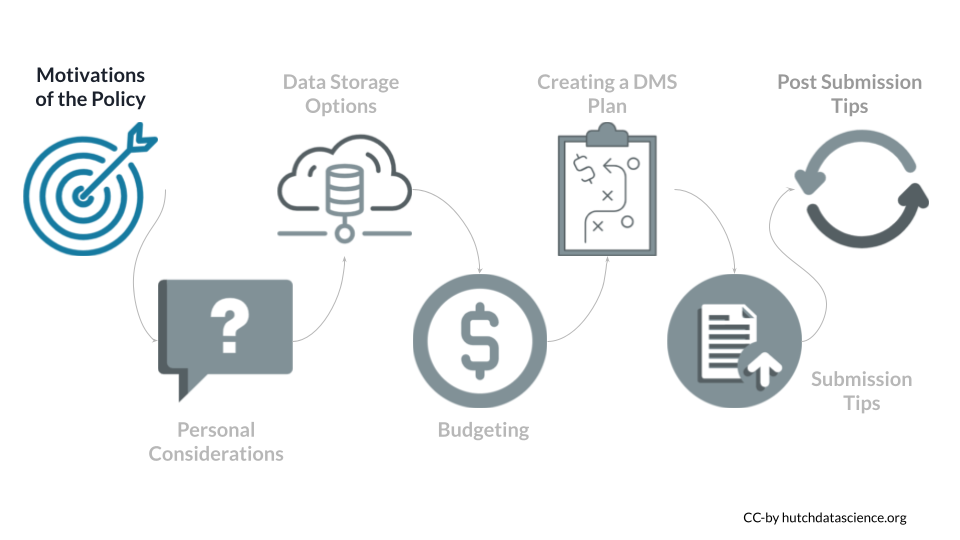 Motivations
of the Policy
Personal
Considerations
Data Storage
Options
Budgeting
Creating a DMS
Plan
Submission
Tips
Post Submission
Tips
CC-by hutchdatascience.org